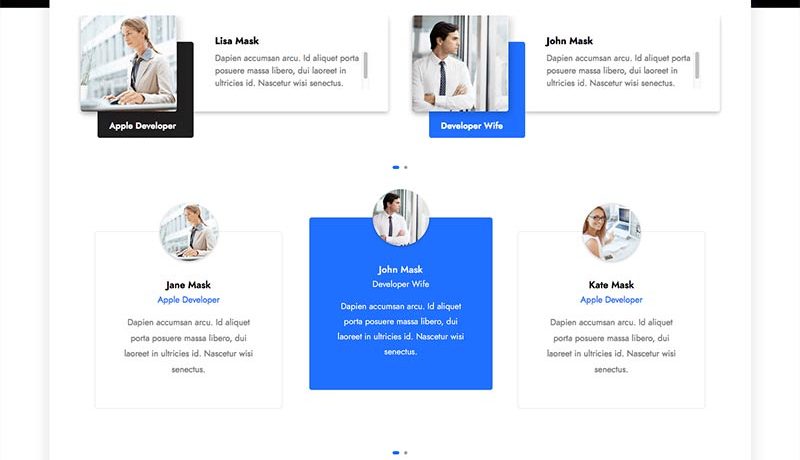 Lisa Mask
Dapien accumsan arcu. Id aliquet porta
posuere massa libero, dui laoreet in
ultricies id. Nascetur wisi senectus.
Apple Developer
John Mask
Dapien accumsan arcu. Id aliquet porta
posuere massa libero, dui laoreet in
ultricies id. Nascetur wisi senectus.
Developer Wife
Jane Mask
Apple Developer
Dapien accumsan arcu. Id aliquet
porta posuere massa libero, dui
laoreet in ultricies id. Nascetur wisi
senectus.
John Mask
Developer Wife
Dapien accumsan arcu. Id aliquet
porta posuere massa libero, dui
laoreet in ultricies id. Nascetur wisi
senectus.
Kate Mask
Apple Developer
Dapien accumsan arcu. Id aliquet
porta posuere massa libero, dui
laoreet in ultricies id. Nascetur wisi
senectus.